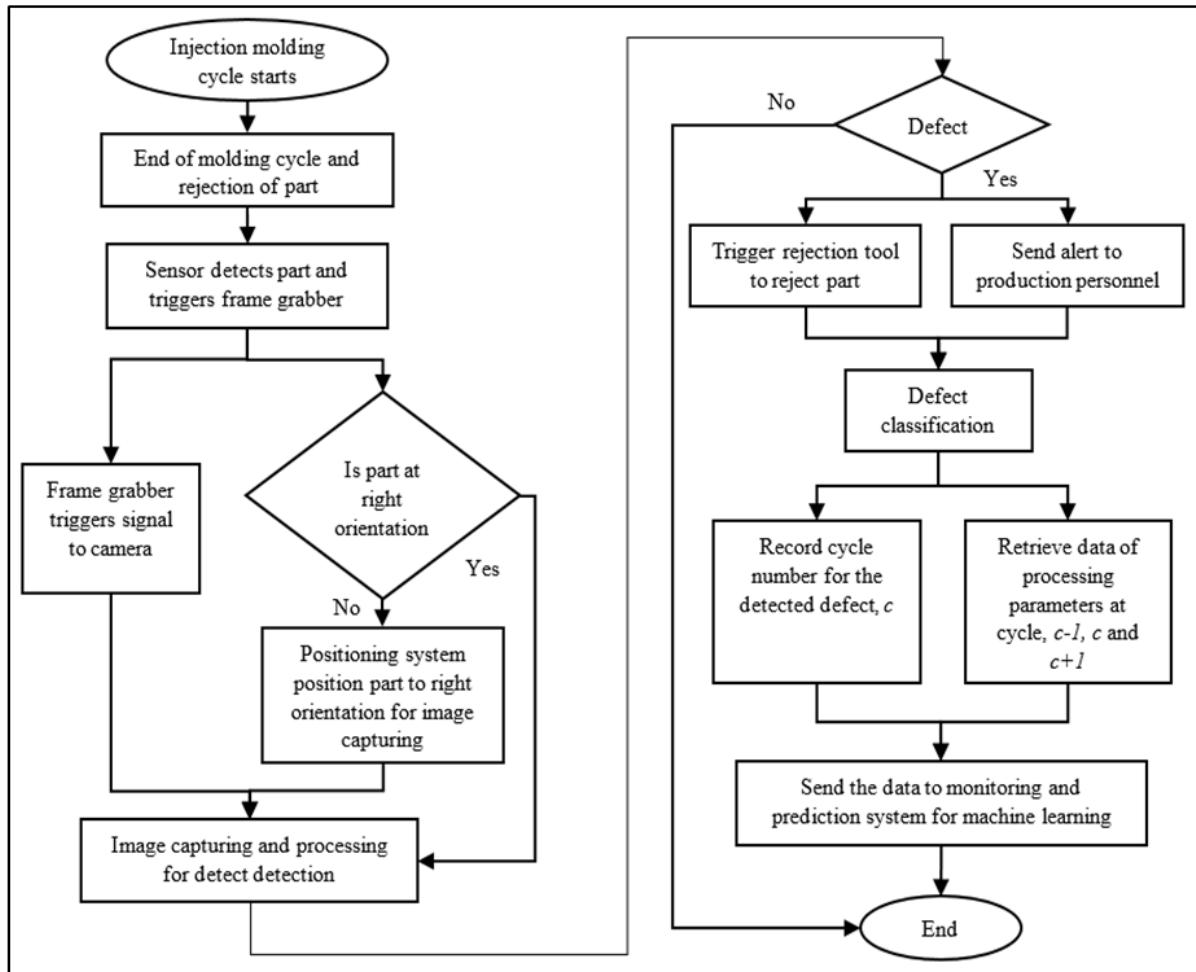 Injection molding
cycle starts
End of molding cycle and
rejection of part
Sensor detects part and
triggers frame grabber
Frame grabber
triggers signal
to camera
Is part at
right
orientation
Yes
No
Positioning system
position part to right
orientation for image
capturing
Image capturing and processing
for detect detection
Defect
No
Yes
Trigger rejection tool
to reject part
Send alert to
production personnel
Defect
classification
Record cycle
number for the
detected defect, c
Retrieve data of
processing
parameters at
cycle, c-1, c and
c+1
Send the data to monitoring and
prediction system for machine learning
End